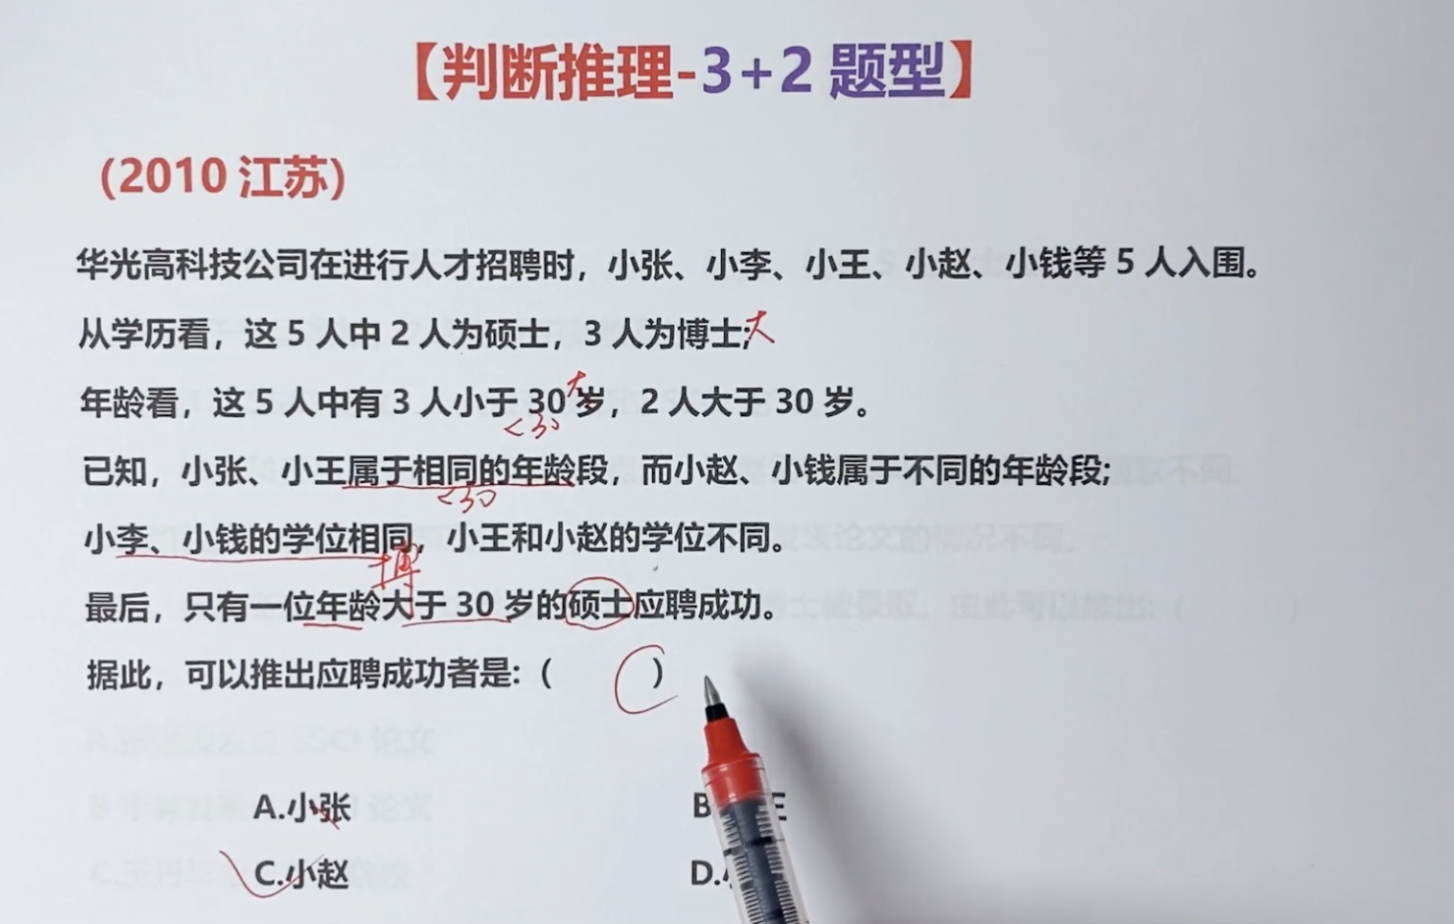 【判断推理-3+2 题型】
（2010 江苏）
华光高科技公司在进行人才招聘时，小张、小李、小王、小赵、小钱等 5 人入围。
从学历看，这 5 人中 2 人为硕士，3 人为博士;大
大
年龄看，这 5 人中有 3 人小于 30 岁，2 人大于 30 岁。
<30
已知，小张、小王属于相同的年龄段，而小赵、小钱属于不同的年龄段;
<30
小李、小钱的学位相同，小王和小赵的学位不同。
博
最后，只有一位年龄大于 30 岁的硕士应聘成功。
据此，可以推出应聘成功者是:（ ）
A.小张
B
C.小赵
D.